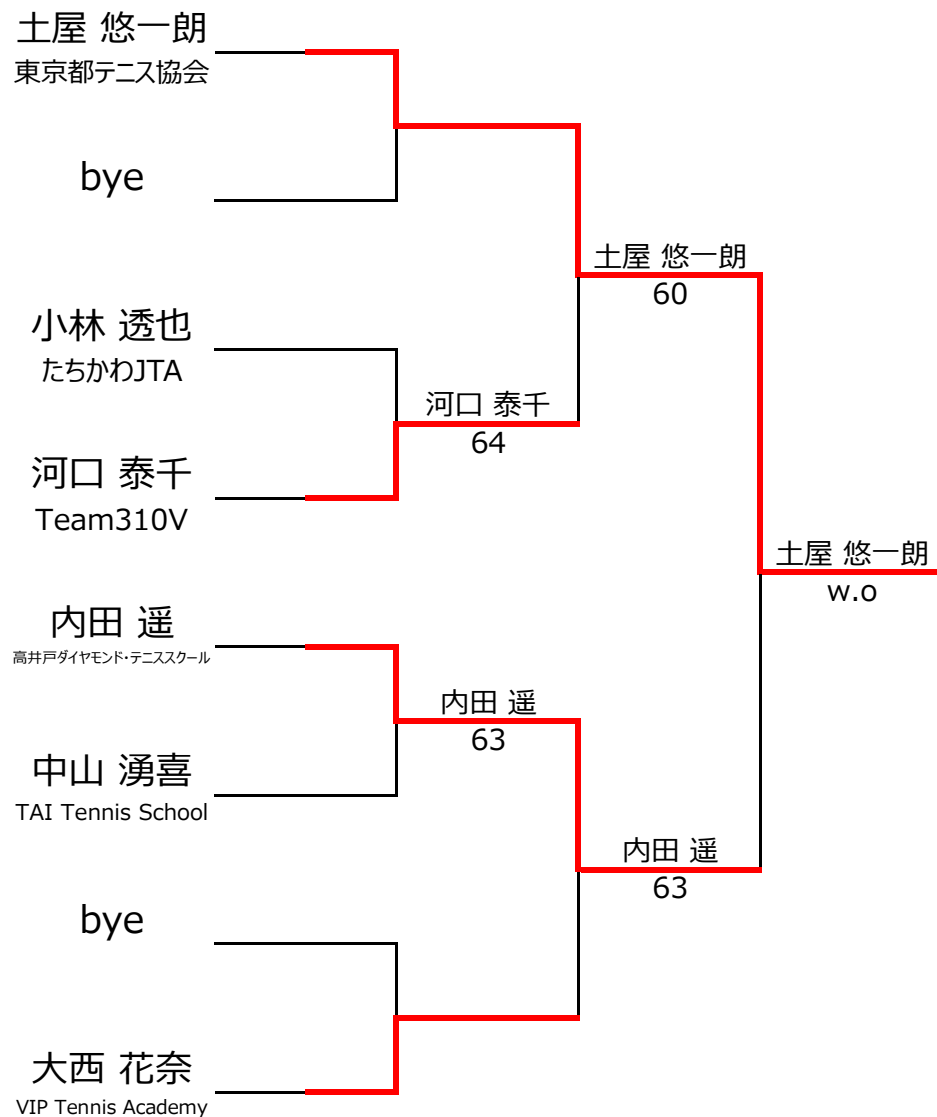 土屋 悠一朗
東京都テニス協会
bye
小林 透也
たちかわJTA
河口 泰千
Team310V
内田 遥
高井戸ダイヤモンド・テニススクール
中山 湧喜
TAI Tennis School
bye
大西 花奈
VIP Tennis Academy
河口 泰千
64
内田 遥
63
土屋 悠一朗
60
内田 遥
63
土屋 悠一朗
w.o